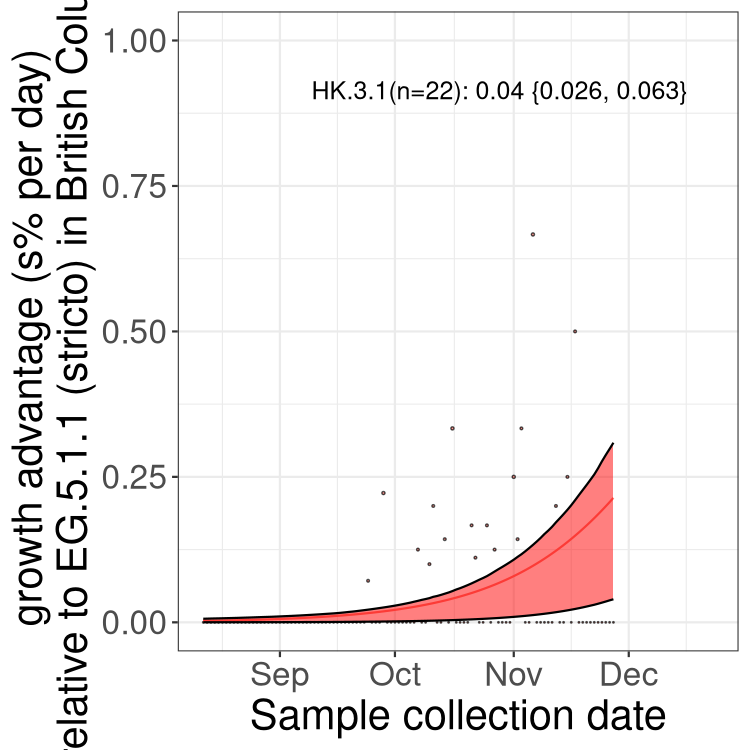 growth advantage (s% per day)
relative to EG.5.1.1 (stricto) in British Colu
1.00
0.75
0.50
0.25
0.00
HK.3.1(n=22): 0.04 {0.026, 0.063}
Sep Oct Nov Dec
Sample collection date